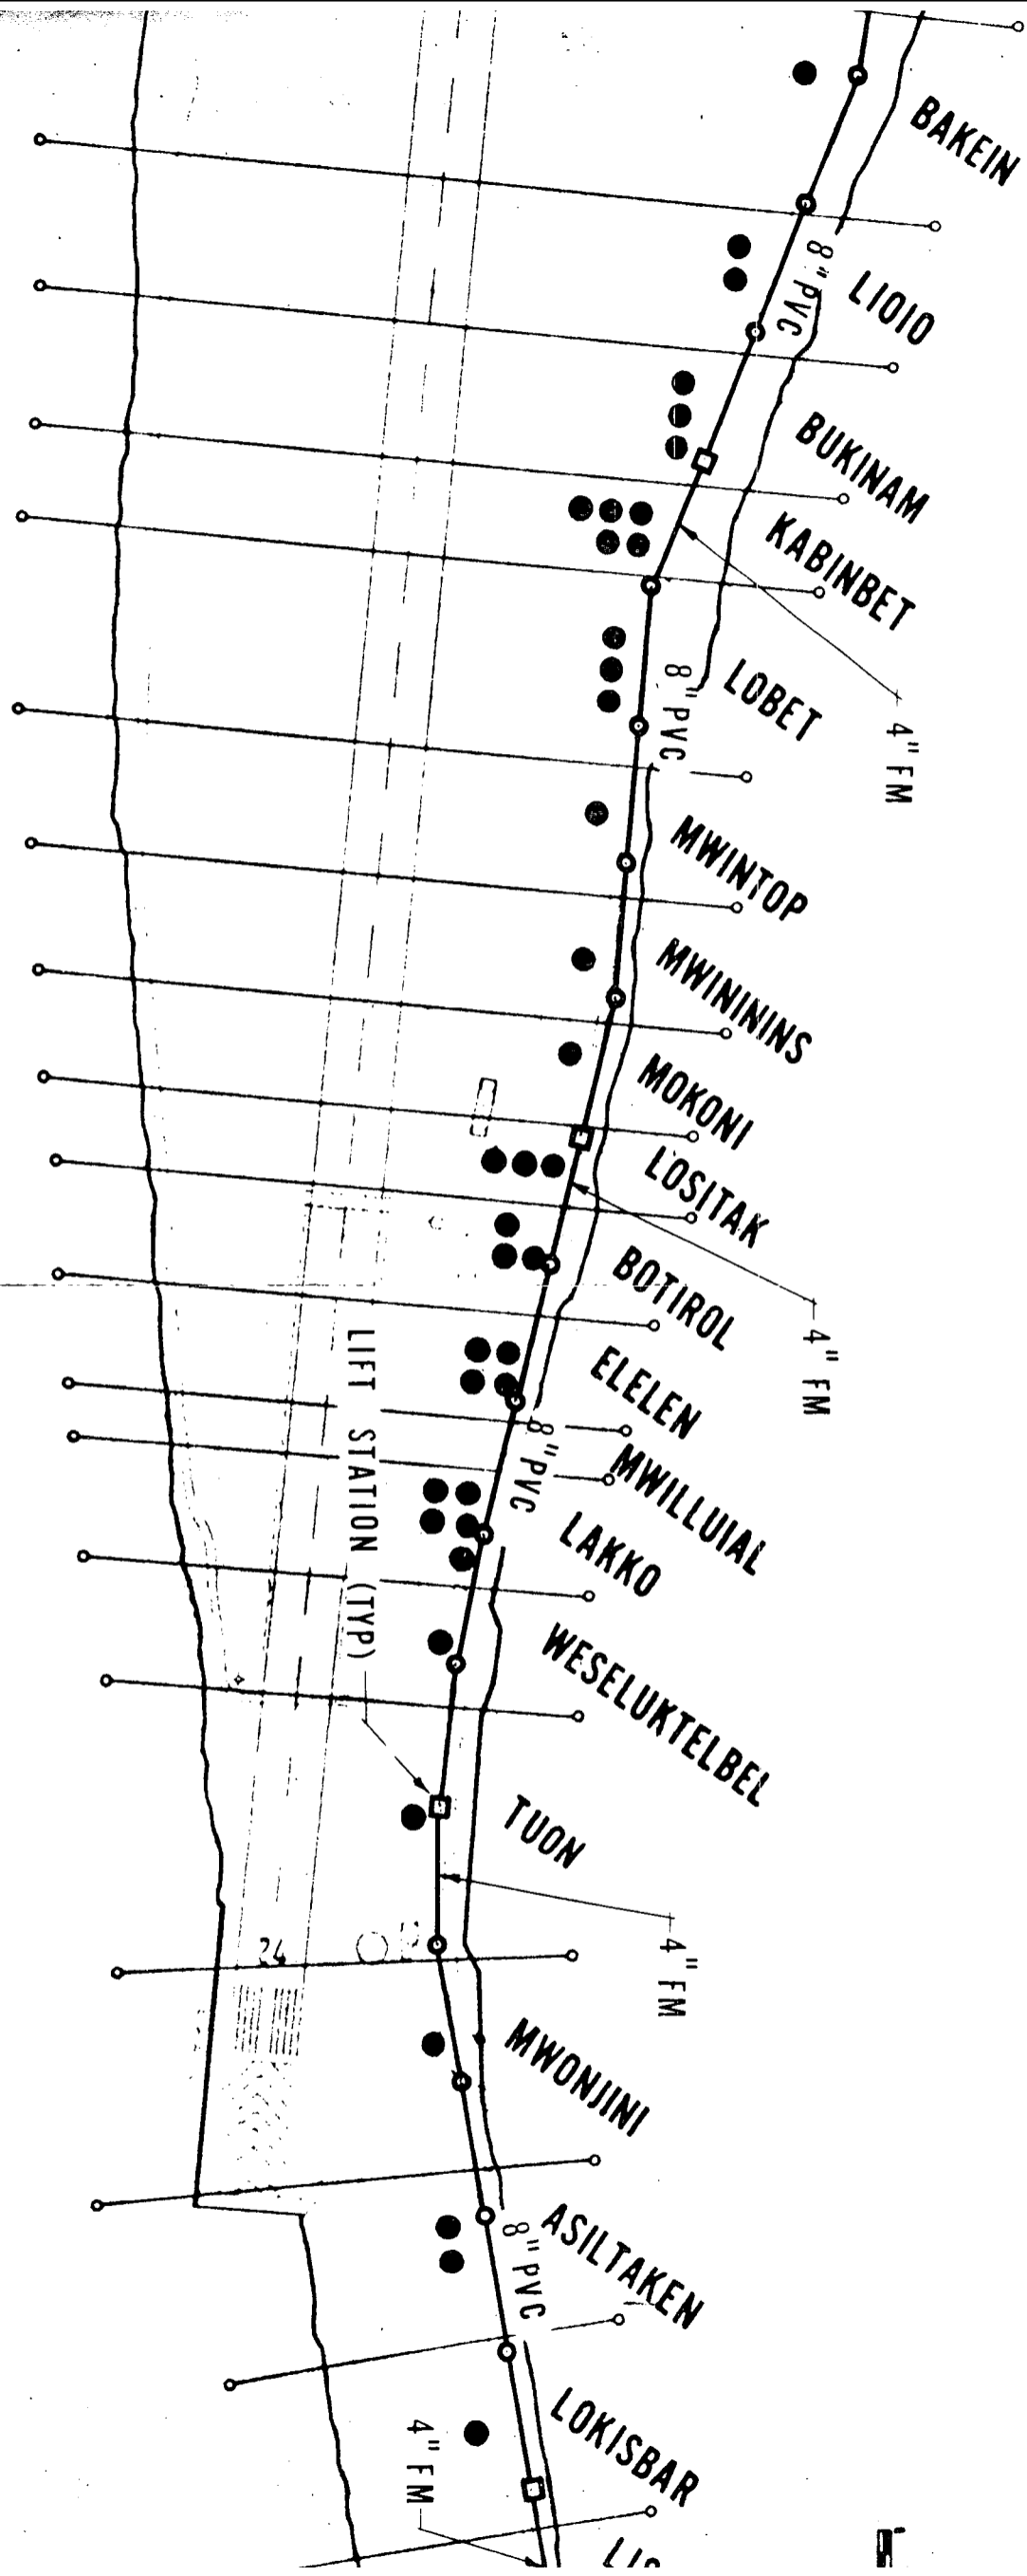 BAKEIN
8" PVC
LIOIO
BUKINAM
KABINBET
8" PVC
LOBET
4" FM
MWINTOP
MWININS
MOKONI
LOSITAK
BOTIROL
4" FM
ELELEN
LIFT STATION (TYP)
8" PVC
MWILLUIAL
LAKKO
WESELUKTELBEL
TUON
24
4" FM
MWONJINI
ASILTAKEN
8" PVC
LOKISBAR
4" FM